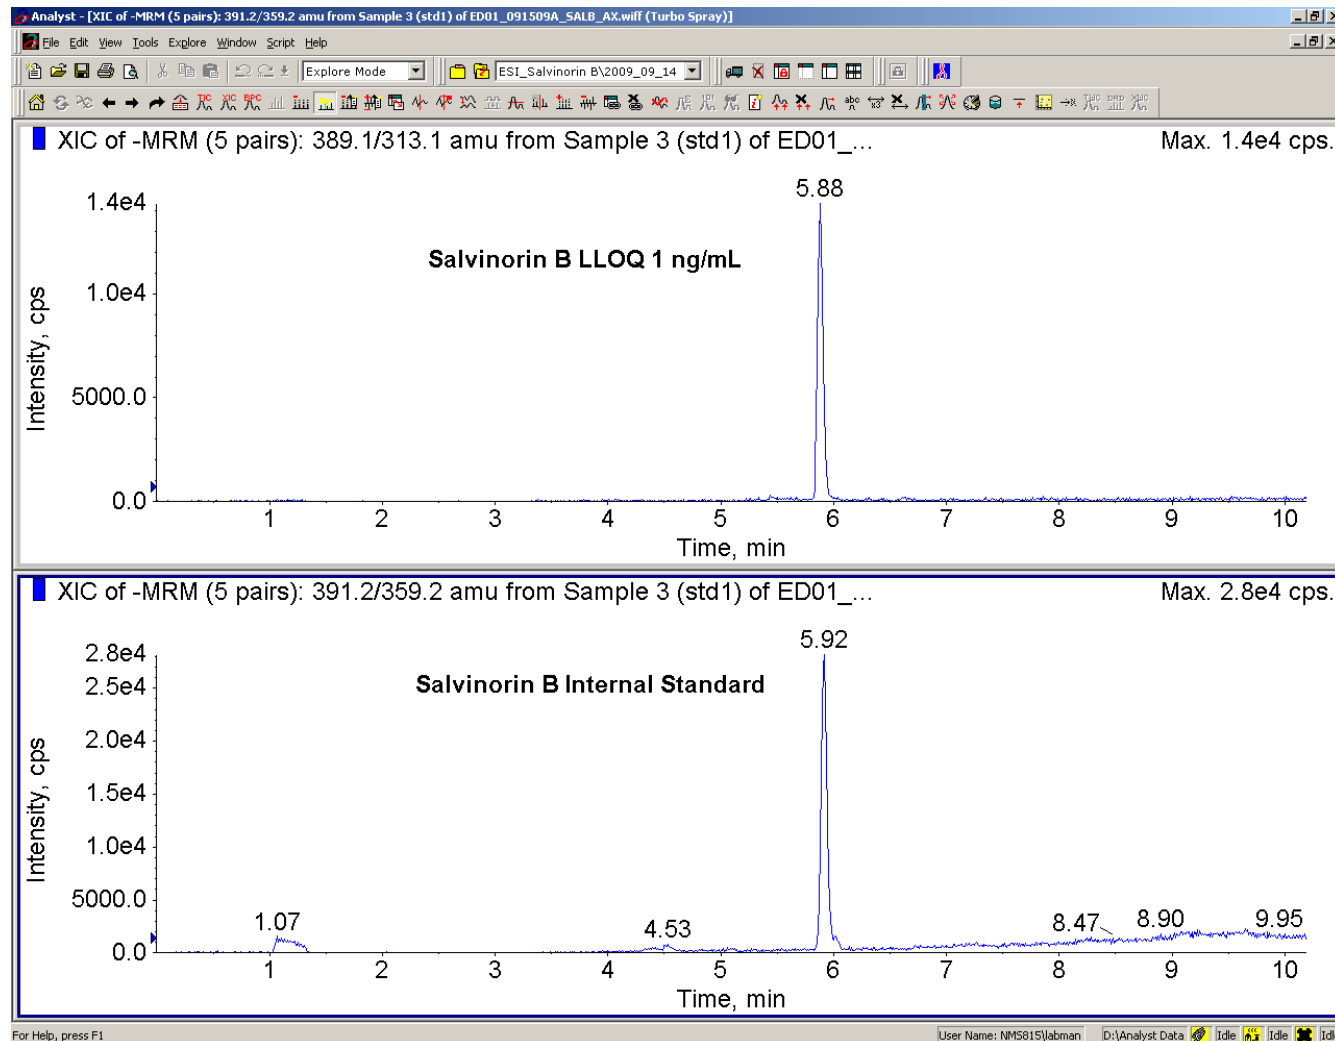 Analyst - [XIC of -MRM (5 pairs): 391.2/359.2 amu from Sample 3 (std1) of ED01_091509A_SALB_AX.wiff (Turbo Spray)]
File Edit View Tools Explore Window Script Help
Explore Mode ESI_Salvinorin B\2009_09_14
XIC of -MRM (5 pairs): 389.1/313.1 amu from Sample 3 (std1) of ED01_... Max. 1.4e4 cps.
5.88
1.4e4
Salvinorin B LLOQ 1 ng/mL
1.0e4
Intensity, cps
5000.0
0.0
1 2 3 4 5 6 7 8 9 10
Time, min
XIC of -MRM (5 pairs): 391.2/359.2 amu from Sample 3 (std1) of ED01_... Max. 2.8e4 cps.
5.92
2.8e4
Salvinorin B Internal Standard
2.5e4
2.0e4
Intensity, cps
1.5e4
1.0e4
5000.0
1.07 4.53 8.47 8.90 9.95
0.0
1 2 3 4 5 6 7 8 9 10
Time, min
For Help, press F1 User Name: NMS815\labman D:\Analyst Data Idle Idle Idl